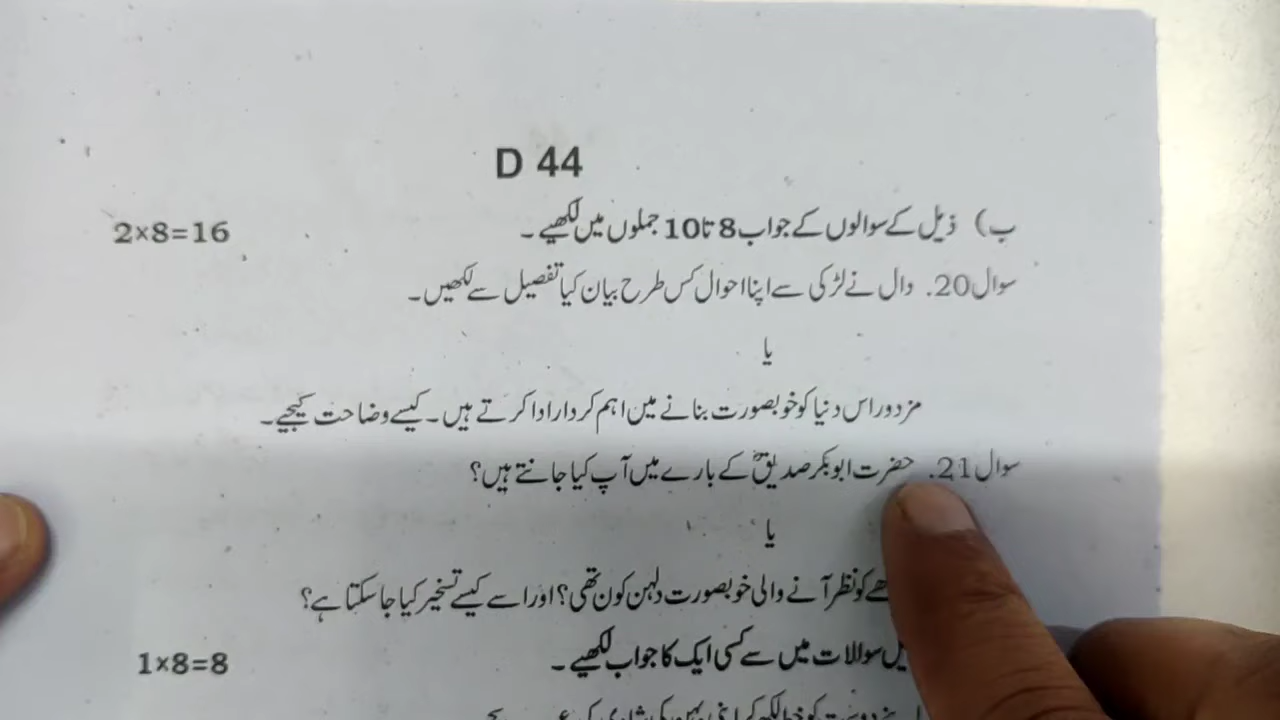 D 44
ب) ذیل کے سوالوں کے جواب 8 تا 10 جملوں میں لکھیے ۔ 2×8=16
سوال 20. دال نے لڑکی سے اپنا احوال کس طرح بیان کیا تفصیل سے لکھیں ۔
یا
مزدور اس دنیا کو خوبصورت بنانے میں اہم کردار ادا کرتے ہیں ۔ کیسے وضاحت کیجیے ۔
سوال 21. حضرت ابوبکر صدیقؓ کے بارے میں آپ کیا جانتے ہیں؟
یا
کو نظر آنے والی خوبصورت دلہن کون تھی؟ اور اسے کیسے تسخیر کیا جا سکتا ہے؟
سوالات میں سے کسی ایک کا جواب لکھیے ۔ 1×8=8